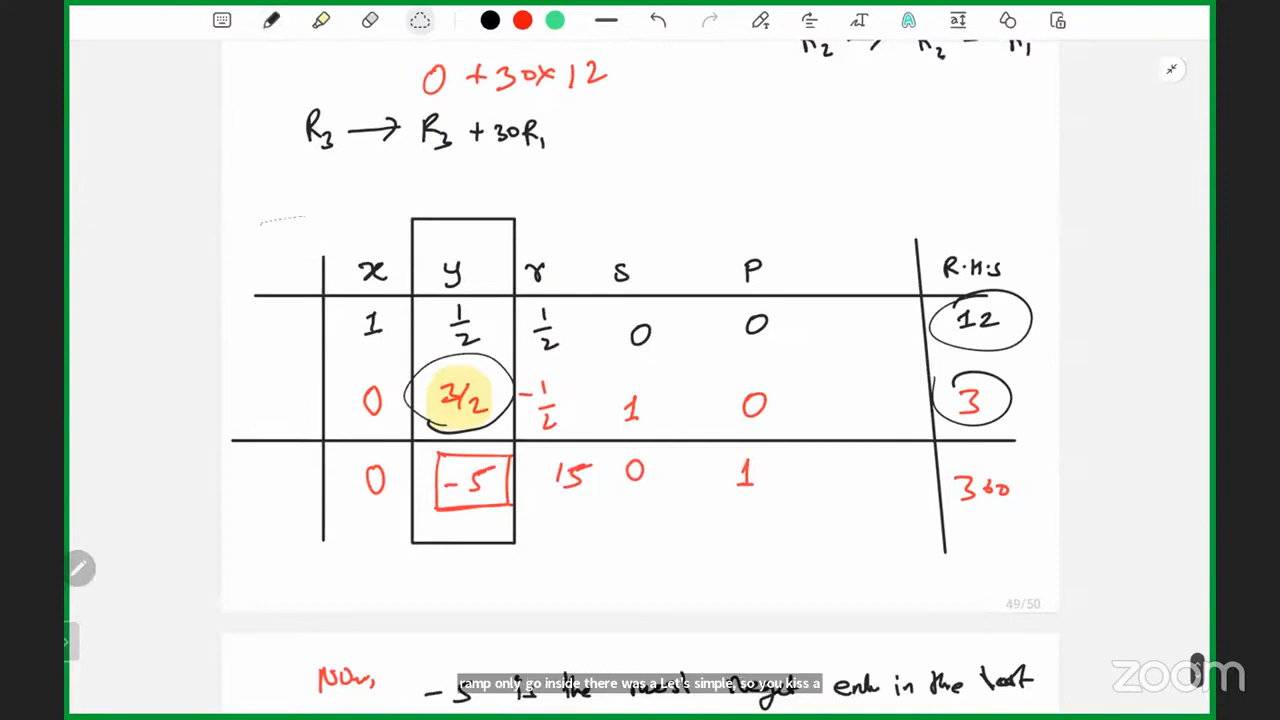 0 + 30 × 12
R₃ → R₃ + 30R₁
x y r s P R.H.S
1 1/2 1/2 0 0 12
0 3/2 -1/2 1 0 3
0 -5 15 0 1 360
49/50
Now, -5 is the most entry in the last
ramp only go inside there was a Let's simple, so you kiss a
zoom